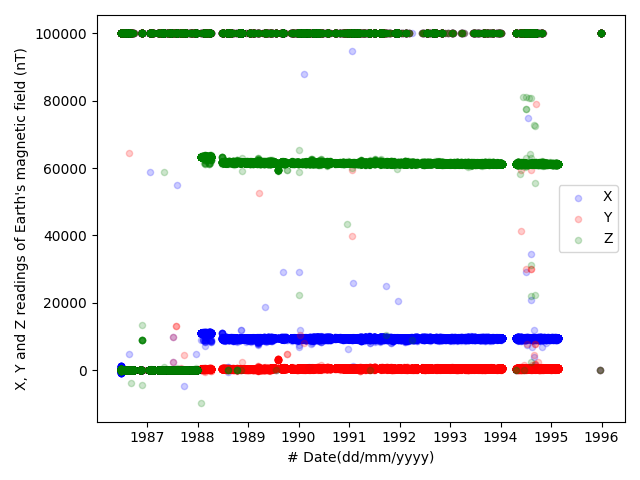 100000
80000
60000
40000
20000
0
X, Y and Z readings of Earth's magnetic field (nT)
X
Y
Z
1987 1988 1989 1990 1991 1992 1993 1994 1995 1996
# Date(dd/mm/yyyy)